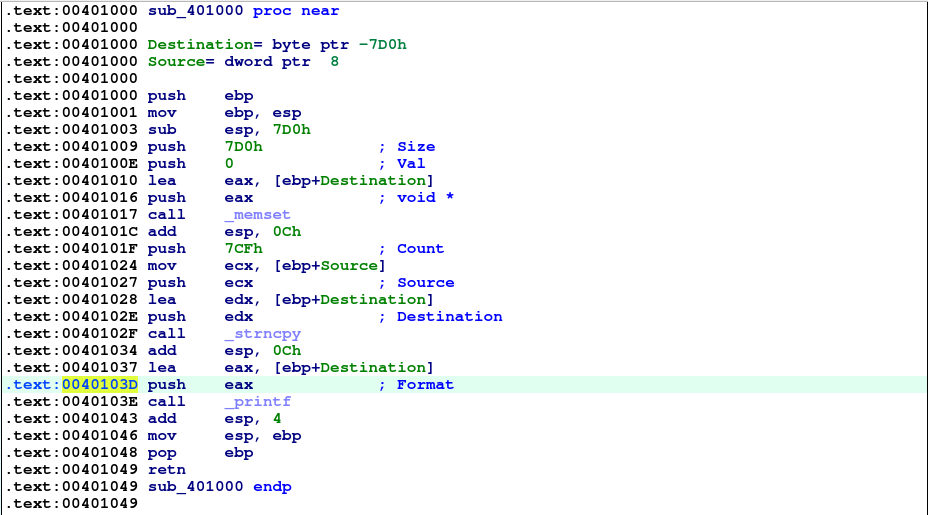 .text:00401000 sub_401000 proc near
.text:00401000
.text:00401000 Destination= byte ptr -7D0h
.text:00401000 Source= dword ptr  8
.text:00401000
.text:00401000 push    ebp
.text:00401001 mov     ebp, esp
.text:00401003 sub     esp, 7D0h
.text:00401009 push    7D0h            ; Size
.text:0040100E push    0               ; Val
.text:00401010 lea     eax, [ebp+Destination]
.text:00401016 push    eax             ; void *
.text:00401017 call    _memset
.text:0040101C add     esp, 0Ch
.text:0040101F push    7CFh            ; Count
.text:00401024 mov     ecx, [ebp+Source]
.text:00401027 push    ecx             ; Source
.text:00401028 lea     edx, [ebp+Destination]
.text:0040102E push    edx             ; Destination
.text:0040102F call    _strncpy
.text:00401034 add     esp, 0Ch
.text:00401037 lea     eax, [ebp+Destination]
.text:0040103D push    eax             ; Format
.text:0040103E call    _printf
.text:00401043 add     esp, 4
.text:00401046 mov     esp, ebp
.text:00401048 pop     ebp
.text:00401049 retn
.text:00401049 sub_401000 endp
.text:00401049